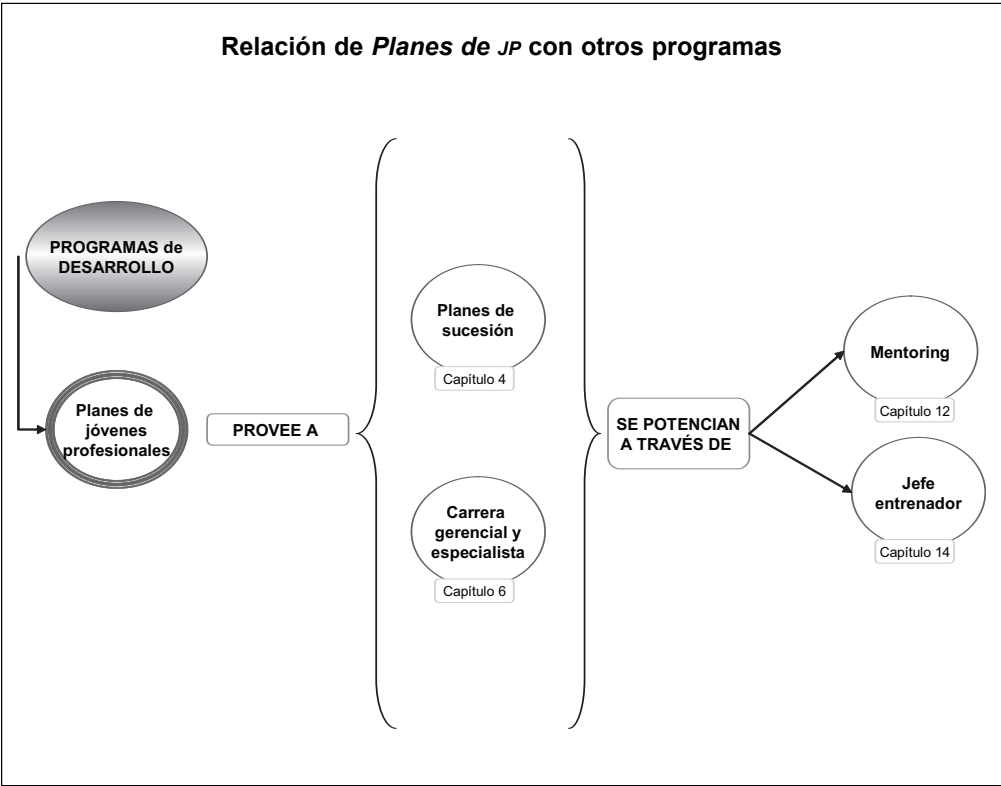 Relación de Planes de JP con otros programas
PROGRAMAS de
DESARROLLO
Planes de
jóvenes
profesionales
PROVEE A
Planes de
sucesión
Capítulo 4
Carrera
gerencial y
especialista
Capítulo 6
SE POTENCIAN
A TRAVÉS DE
Mentoring
Capítulo 12
Jefe
entrenador
Capítulo 14